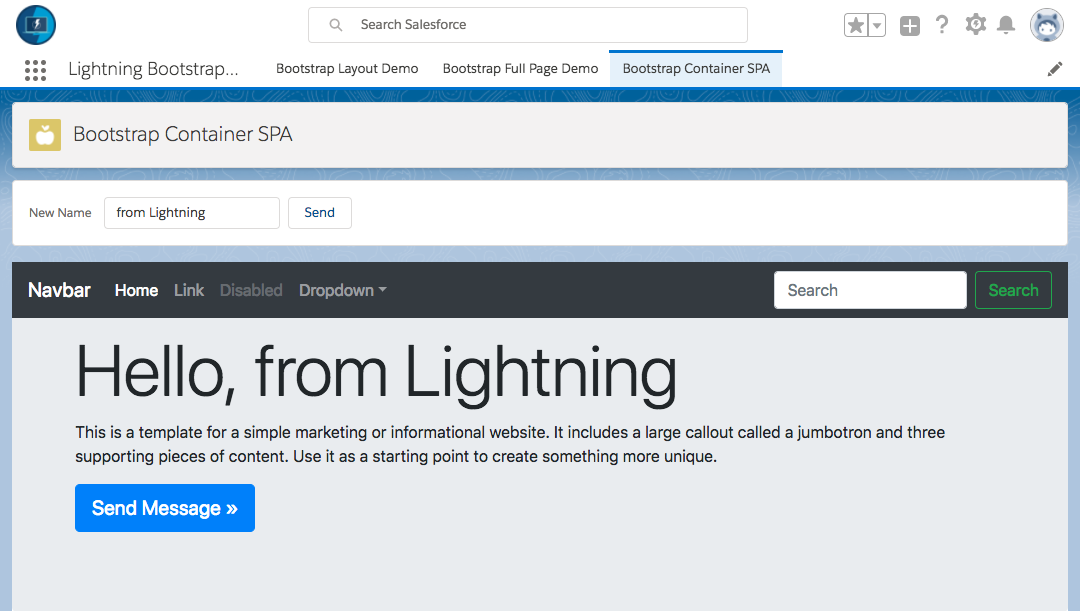 Search Salesforce
Lightning Bootstrap... Bootstrap Layout Demo Bootstrap Full Page Demo Bootstrap Container SPA
Bootstrap Container SPA
New Name from Lightning Send
Navbar Home Link Disabled Dropdown Search Search
Hello, from Lightning
This is a template for a simple marketing or informational website. It includes a large callout called a jumbotron and three
supporting pieces of content. Use it as a starting point to create something more unique.
Send Message »